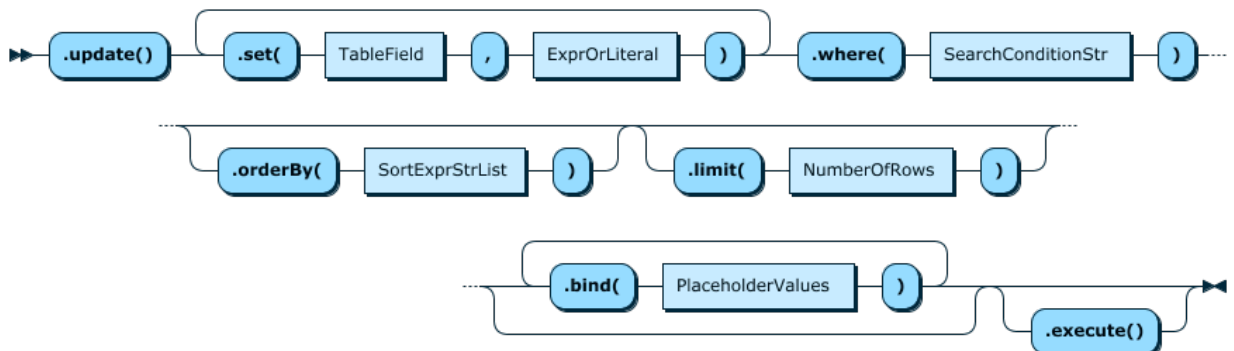 .update() .set( TableField , ExprOrLiteral ) .where( SearchConditionStr )
.orderBy( SortExprStrList ) .limit( NumberOfRows )
.bind( PlaceholderValues )
.execute()